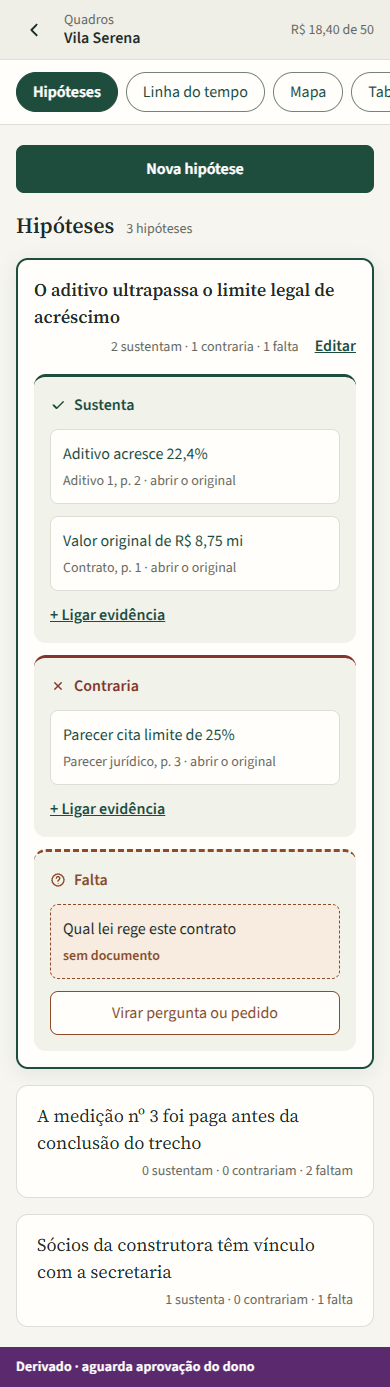 Quadros
Vila Serena
R$ 18,40 de 50
Hipóteses
Linha do tempo
Mapa
Tab
Nova hipótese
Hipóteses
3 hipóteses
O aditivo ultrapassa o limite legal de
acréscimo
2 sustentam · 1 contraria · 1 falta
Editar
Sustenta
Aditivo acresce 22,4%
Aditivo 1, p. 2 · abrir o original
Valor original de R$ 8,75 mi
Contrato, p. 1 · abrir o original
+ Ligar evidência
Contraria
Parecer cita limite de 25%
Parecer jurídico, p. 3 · abrir o original
+ Ligar evidência
Falta
Qual lei rege este contrato
sem documento
Virar pergunta ou pedido
A medição nº 3 foi paga antes da
conclusão do trecho
0 sustentam · 0 contrariam · 2 faltam
Sócios da construtora têm vínculo
com a secretaria
1 sustenta · 0 contrariam · 1 falta
Derivado · aguarda aprovação do dono